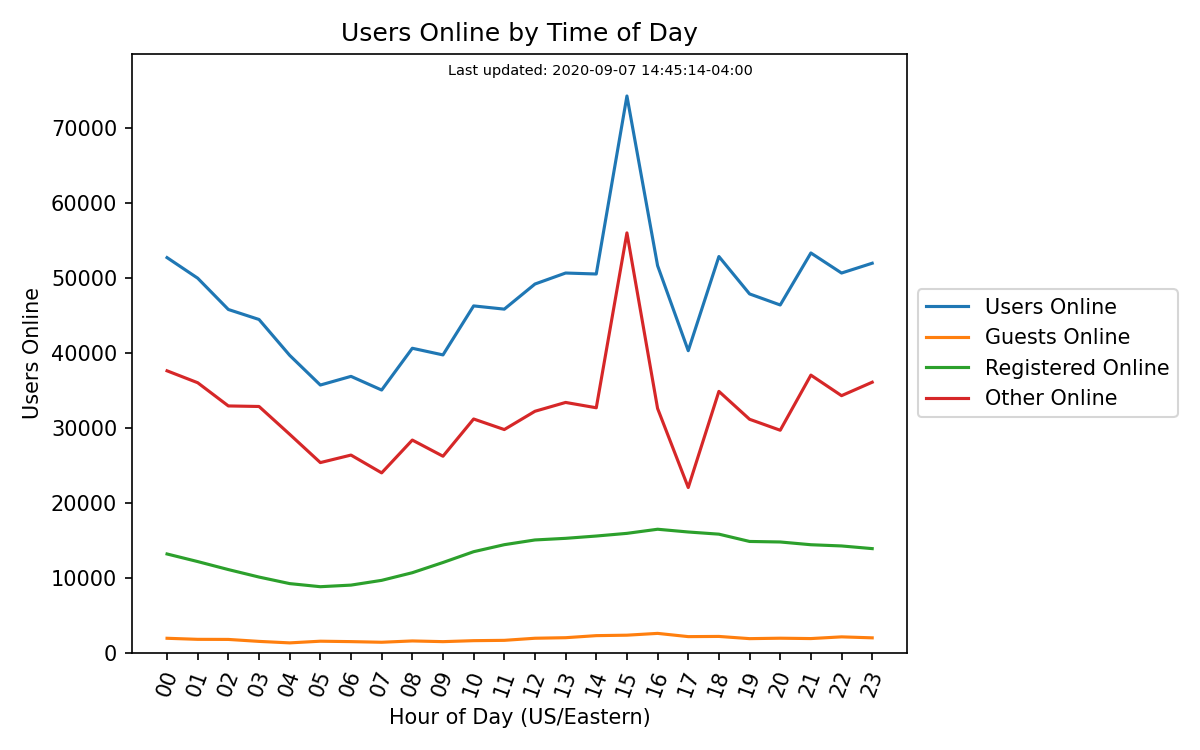 Users Online by Time of Day
Last updated: 2020-09-07 14:45:14-04:00
Users Online
70000
60000
50000
40000
30000
20000
10000
0
00 01 02 03 04 05 06 07 08 09 10 11 12 13 14 15 16 17 18 19 20 21 22 23
Hour of Day (US/Eastern)
Users Online
Guests Online
Registered Online
Other Online